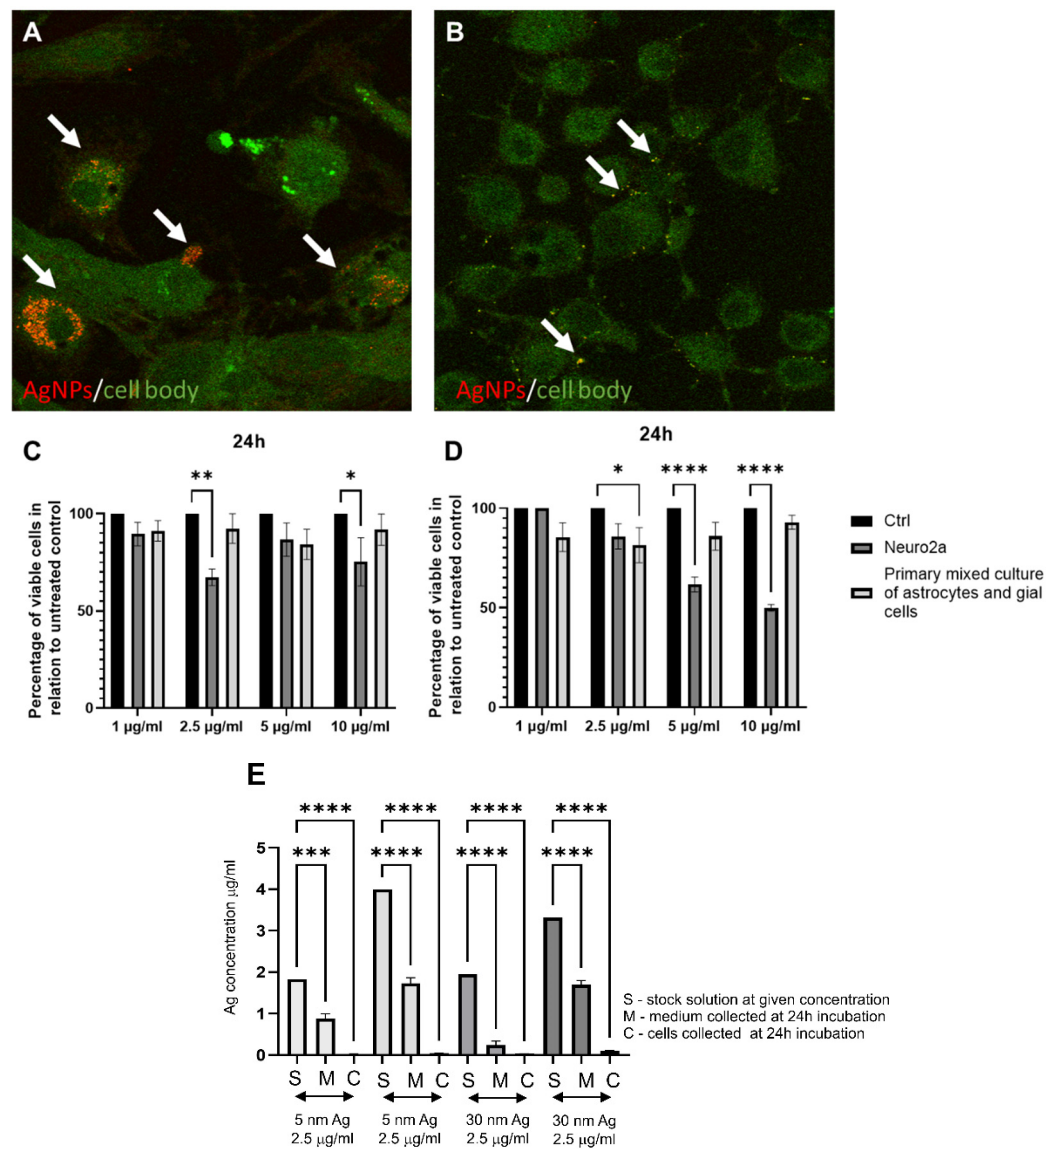 A
B
AgNPs/cell body
AgNPs/cell body
C
24h
**
*
Percentage of viable cells in
relation to untreated control
100
50
0
1 µg/ml
2.5 µg/ml
5 µg/ml
10 µg/ml
D
24h
*
****
****
Percentage of viable cells in
relation to untreated control
100
50
0
1 µg/ml
2.5 µg/ml
5 µg/ml
10 µg/ml
Ctrl
Neuro2a
Primary mixed culture
of astrocytes and gial
cells
E
**** **** **** ****
*** **** **** ****
Ag concentration µg/ml
5
4
3
2
1
0
S M C S M C S M C S M C
5 nm Ag
2.5 µg/ml
5 nm Ag
2.5 µg/ml
30 nm Ag
2.5 µg/ml
30 nm Ag
2.5 µg/ml
S - stock solution at given concentration
M - medium collected at 24h incubation
C - cells collected at 24h incubation